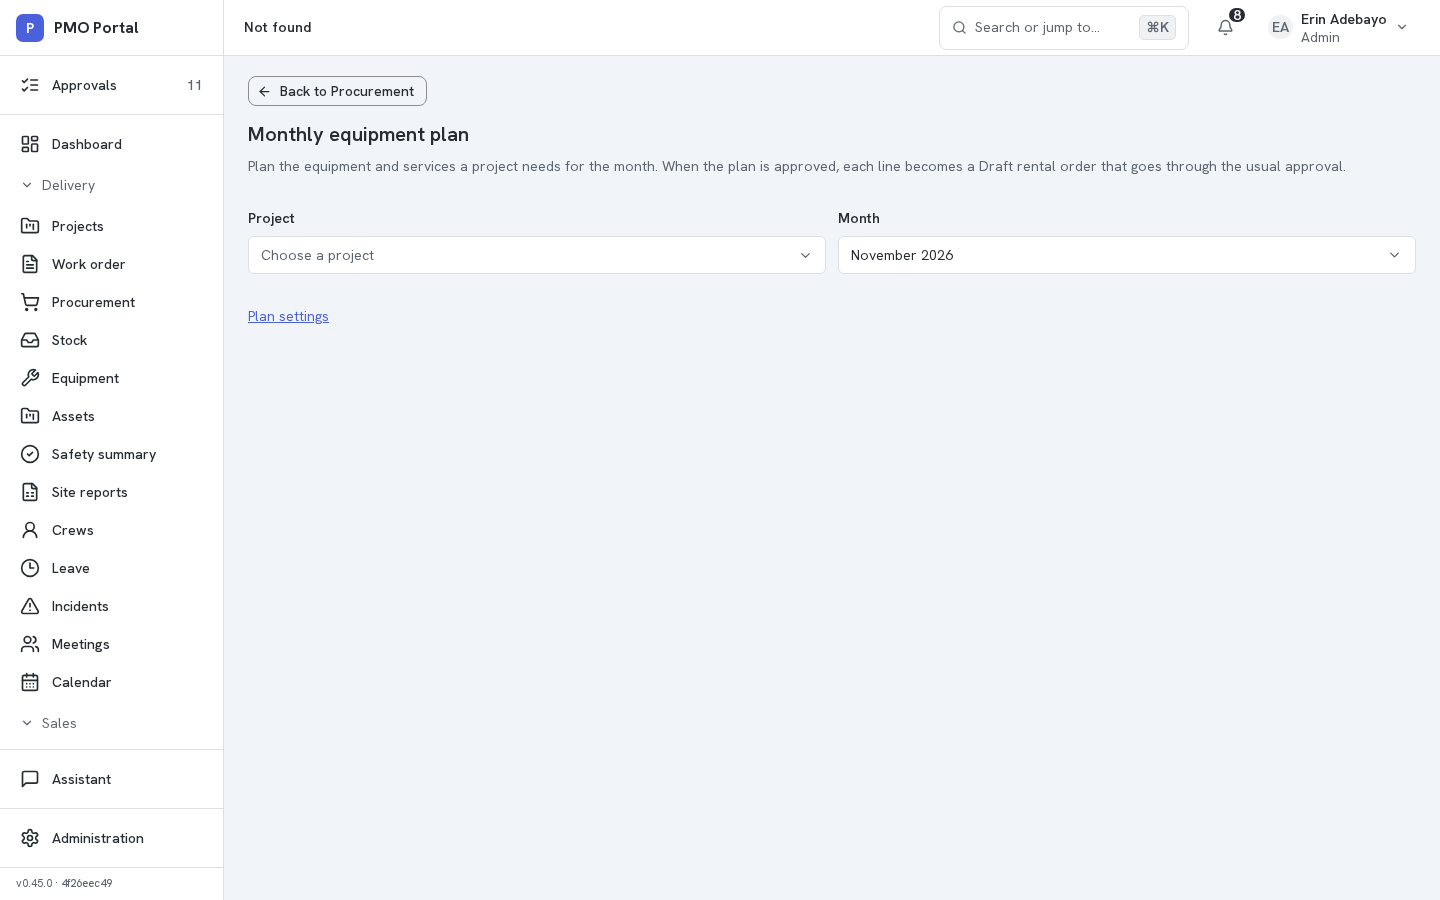 P PMO Portal
Not found
Search or jump to...
⌘K
8
EA
Erin Adebayo
Admin
Approvals 11
Dashboard
Delivery
Projects
Work order
Procurement
Stock
Equipment
Assets
Safety summary
Site reports
Crews
Leave
Incidents
Meetings
Calendar
Sales
Assistant
Administration
v0.45.0 · 4f26eec49
Back to Procurement
Monthly equipment plan
Plan the equipment and services a project needs for the month. When the plan is approved, each line becomes a Draft rental order that goes through the usual approval.
Project
Choose a project
Month
November 2026
Plan settings